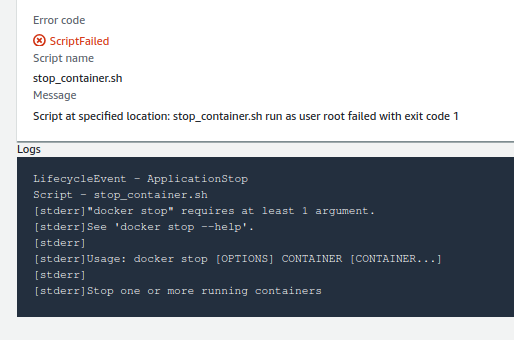 Error code
ScriptFailed
Script name
stop_container.sh
Message
Script at specified location: stop_container.sh run as user root failed with exit code 1
Logs
LifecycleEvent - ApplicationStop
Script - stop_container.sh
[stderr]"docker stop" requires at least 1 argument.
[stderr]See 'docker stop --help'.
[stderr]
[stderr]Usage: docker stop [OPTIONS] CONTAINER [CONTAINER...]
[stderr]
[stderr]Stop one or more running containers